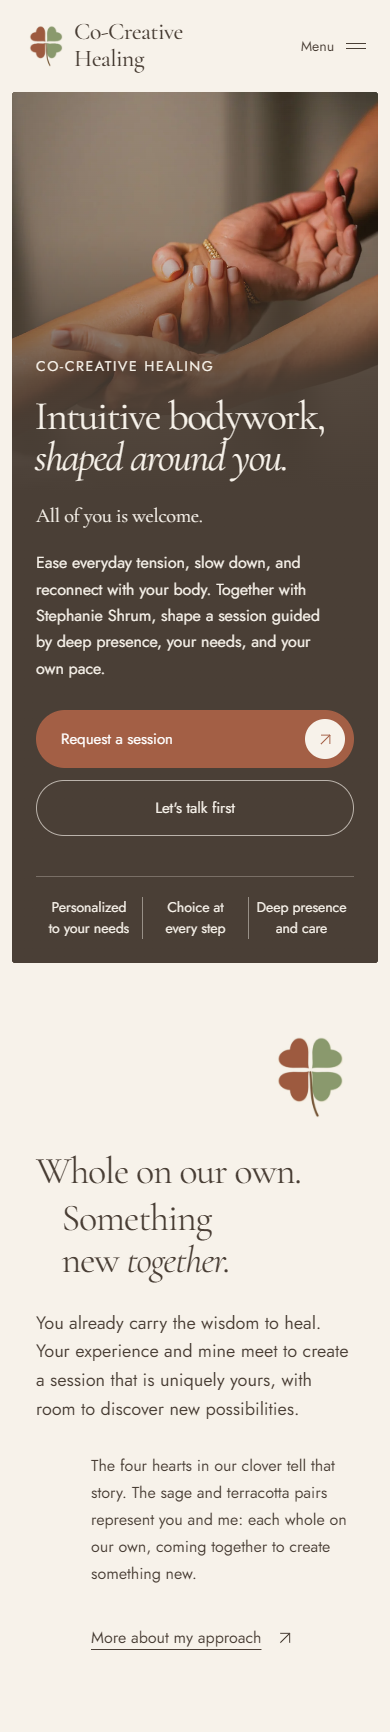 Co-Creative
Healing
Menu
CO-CREATIVE HEALING
Intuitive bodywork,
shaped around you.
All of you is welcome.
Ease everyday tension, slow down, and
reconnect with your body. Together with
Stephanie Shrum, shape a session guided
by deep presence, your needs, and your
own pace.
Request a session
Let's talk first
Personalized
to your needs
Choice at
every step
Deep presence
and care
Whole on our own.
Something
new together.
You already carry the wisdom to heal.
Your experience and mine meet to create
a session that is uniquely yours, with
room to discover new possibilities.
The four hearts in our clover tell that
story. The sage and terracotta pairs
represent you and me: each whole on
our own, coming together to create
something new.
More about my approach